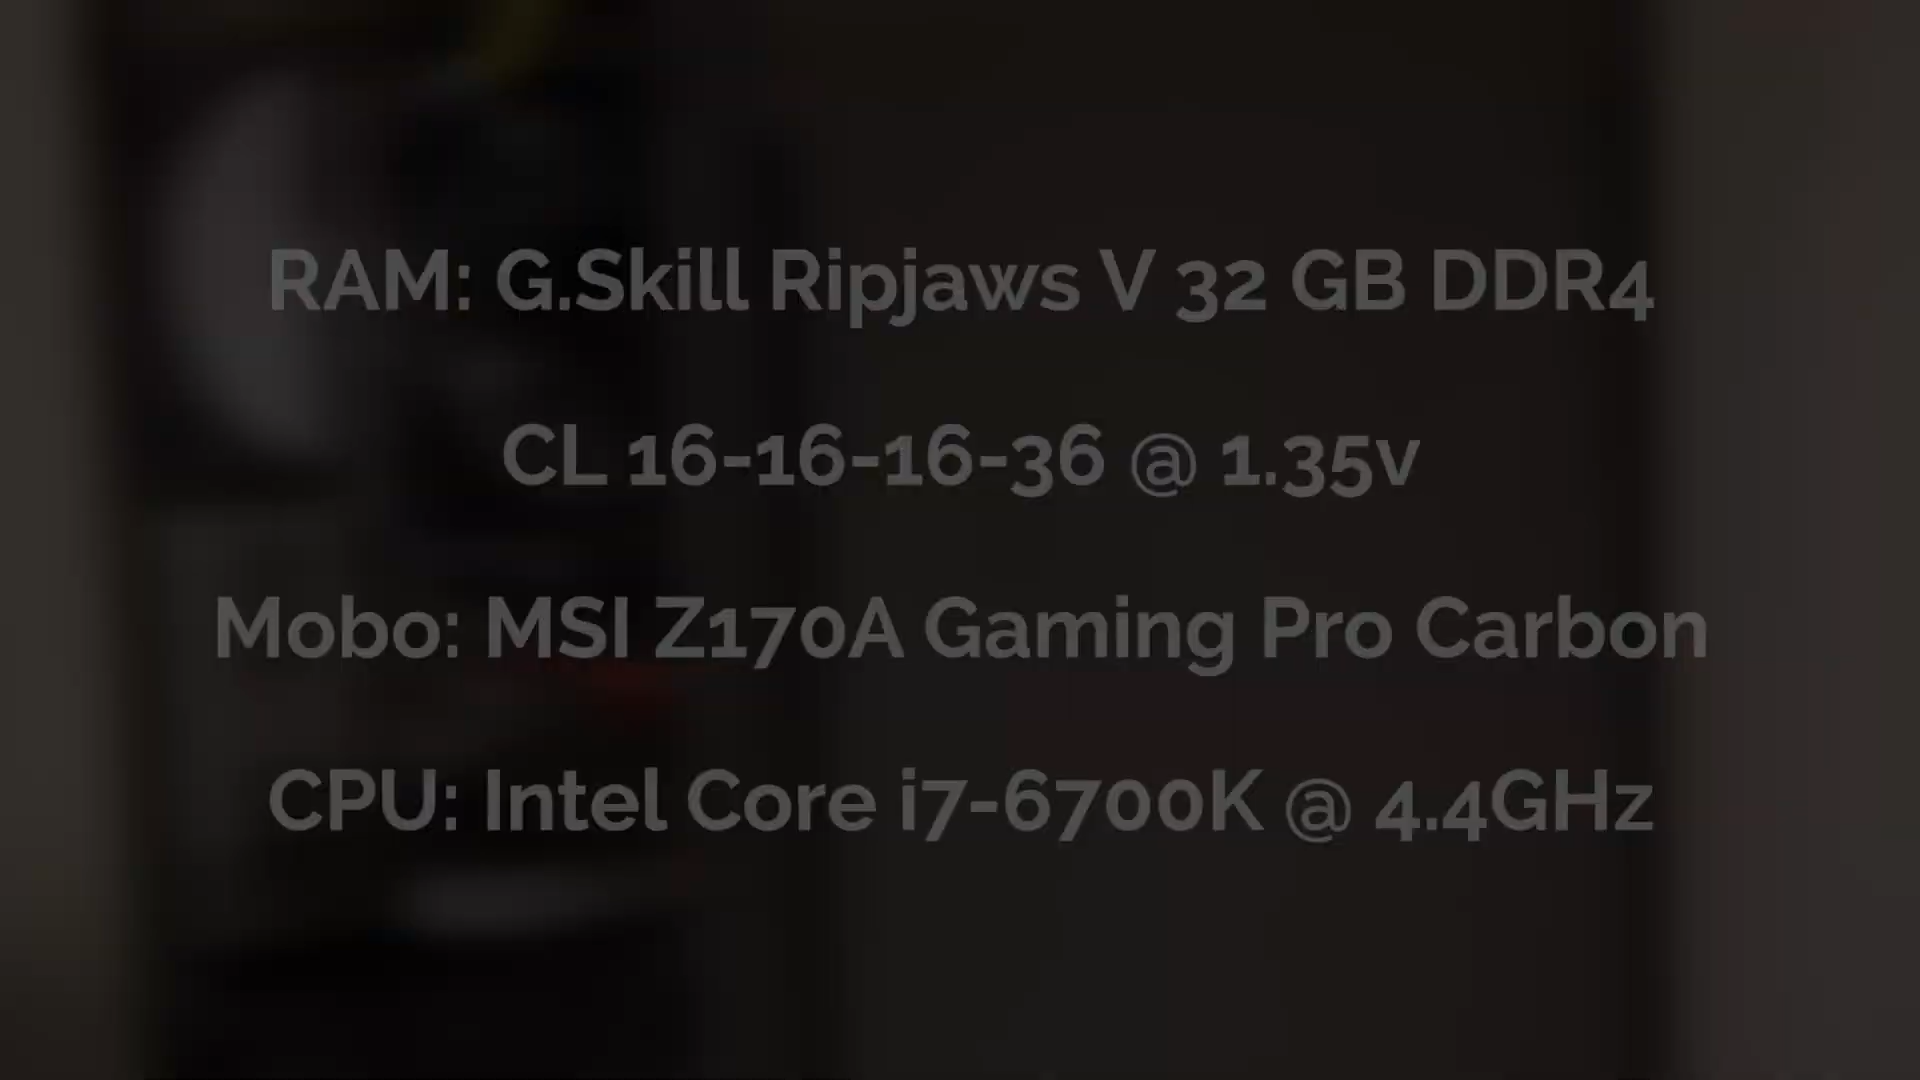 RAM: G.Skill Ripjaws V 32 GB DDR4
CL 16-16-16-36 @ 1.35v
Mobo: MSI Z170A Gaming Pro Carbon
CPU: Intel Core i7-6700K @ 4.4GHz